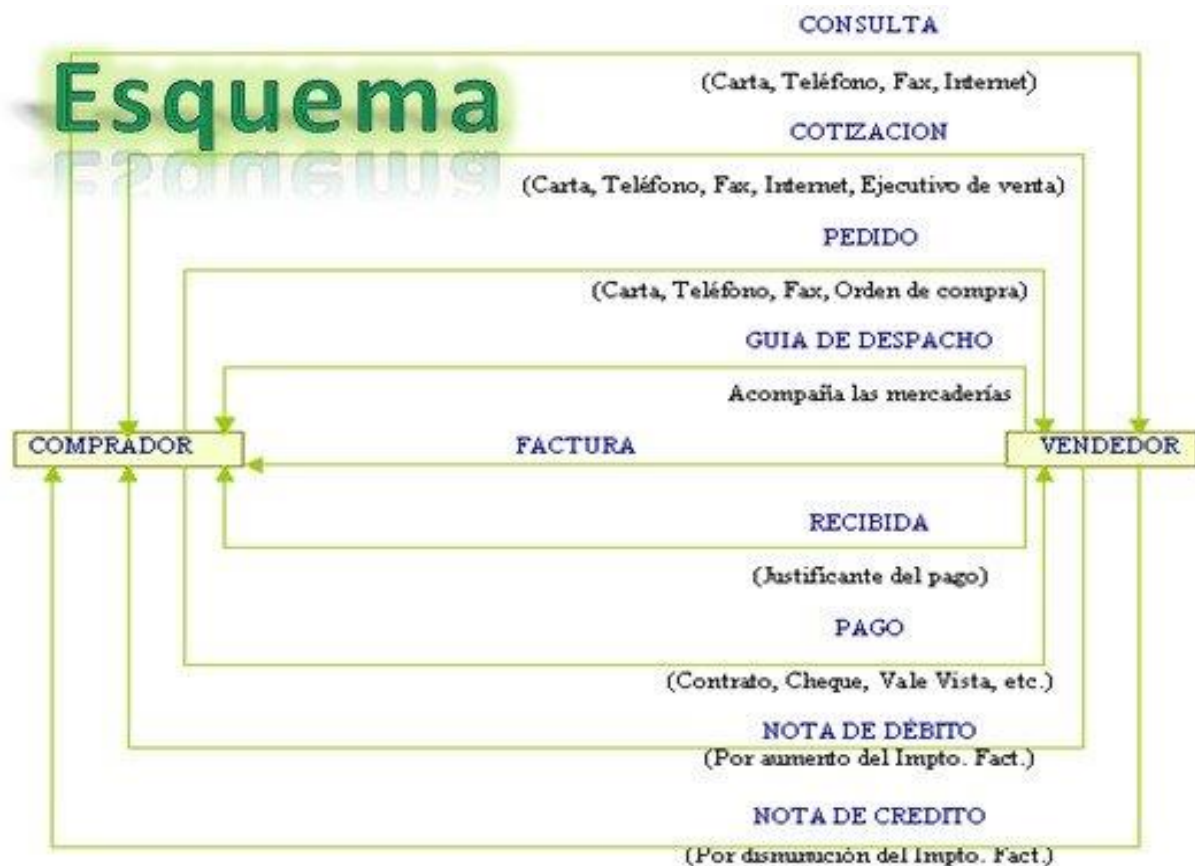 CONSULTA
Esquema
(Carta, Teléfono, Fax, Internet)
COTIZACION
(Carta, Teléfono, Fax, Internet, Ejecutivo de venta)
PEDIDO
(Carta, Teléfono, Fax, Orden de compra)
GUIA DE DESPACHO
Acompaña las mercaderías
COMPRADOR
FACTURA
VENDEDOR
RECIBIDA
(Justificante del pago)
PAGO
(Contrato, Cheque, Vale Vista, etc.)
NOTA DE DÉBITO
(Por aumento del Impto. Fact.)
NOTA DE CREDITO
(Por disminución del Impto. Fact.)